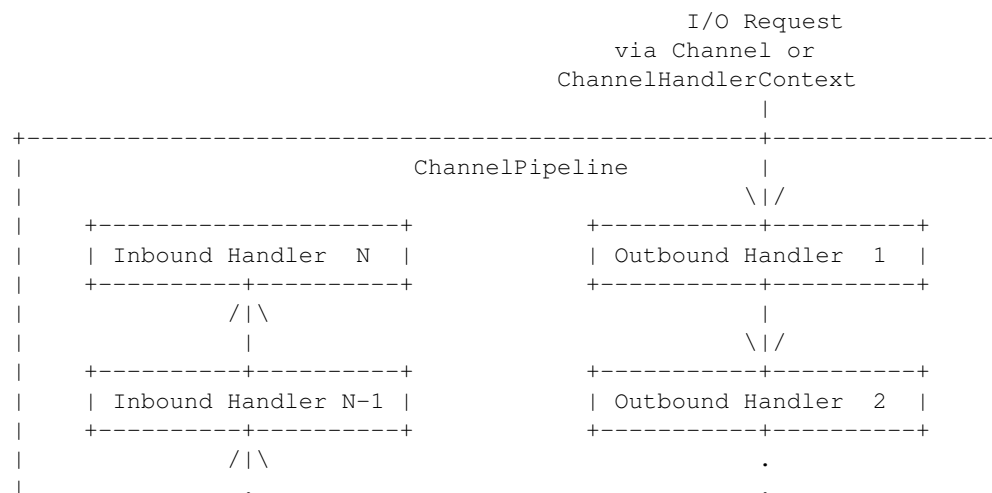 I/O Request
via Channel or
ChannelHandlerContext
|
+---------------------------------------------------+---------------
|                           ChannelPipeline         |
|                                                  \|/
|    +---------------------+            +-----------+----------+
|    | Inbound Handler  N  |            | Outbound Handler  1  |
|    +----------+----------+            +-----------+----------+
|              /|\                                  |
|               |                                  \|/
|    +----------+----------+            +-----------+----------+
|    | Inbound Handler N-1 |            | Outbound Handler  2  |
|    +----------+----------+            +-----------+----------+
|              /|\                                  .
|               .                                   .